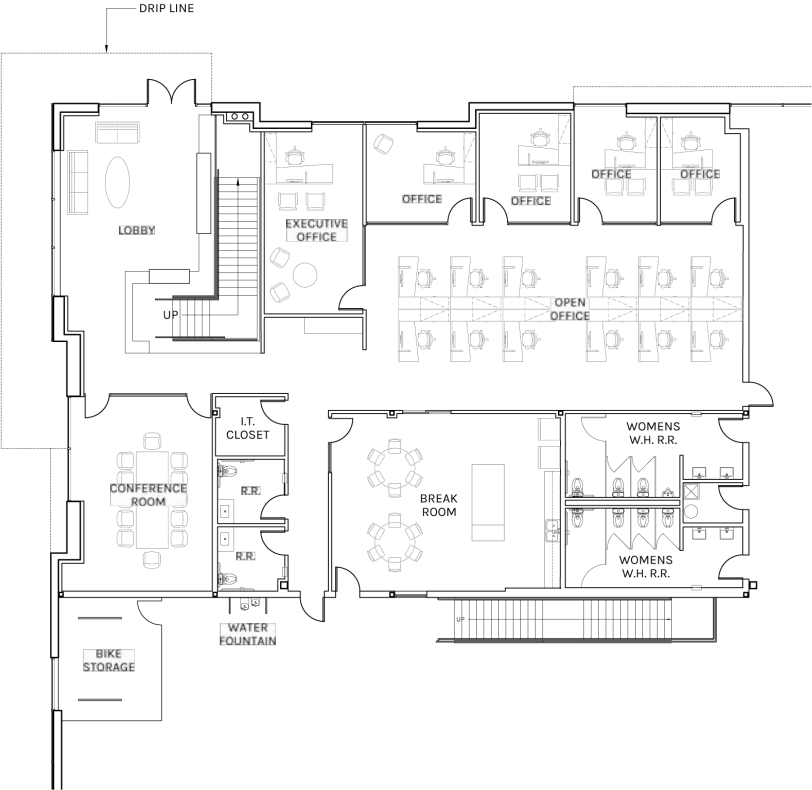 DRIP LINE
LOBBY
EXECUTIVE
OFFICE
OFFICE
OFFICE
OFFICE
OFFICE
UP
OPEN
OFFICE
I.T.
CLOSET
WOMENS
W.H. R.R.
CONFERENCE
ROOM
R.R.
BREAK
ROOM
R.R.
WOMENS
W.H. R.R.
WATER
FOUNTAIN
UP
BIKE
STORAGE